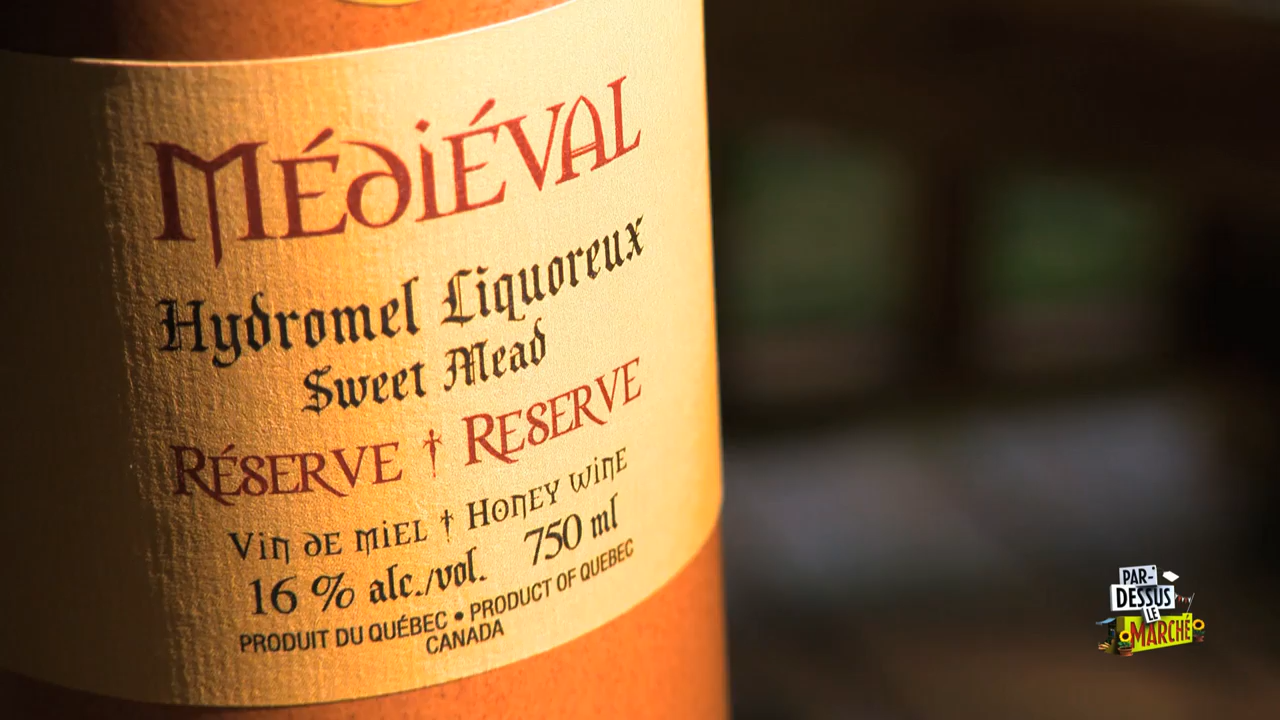 MÉDIÉVAL
Hydromel Liquoreux
Sweet Mead
RÉSERVE † RESERVE
VIN DE MIEL † HONEY WINE
16 % alc./vol. 750 ml
PRODUIT DU QUÉBEC • PRODUCT OF QUEBEC
CANADA
PAR-
DESSUS
LE
MARCHÉ